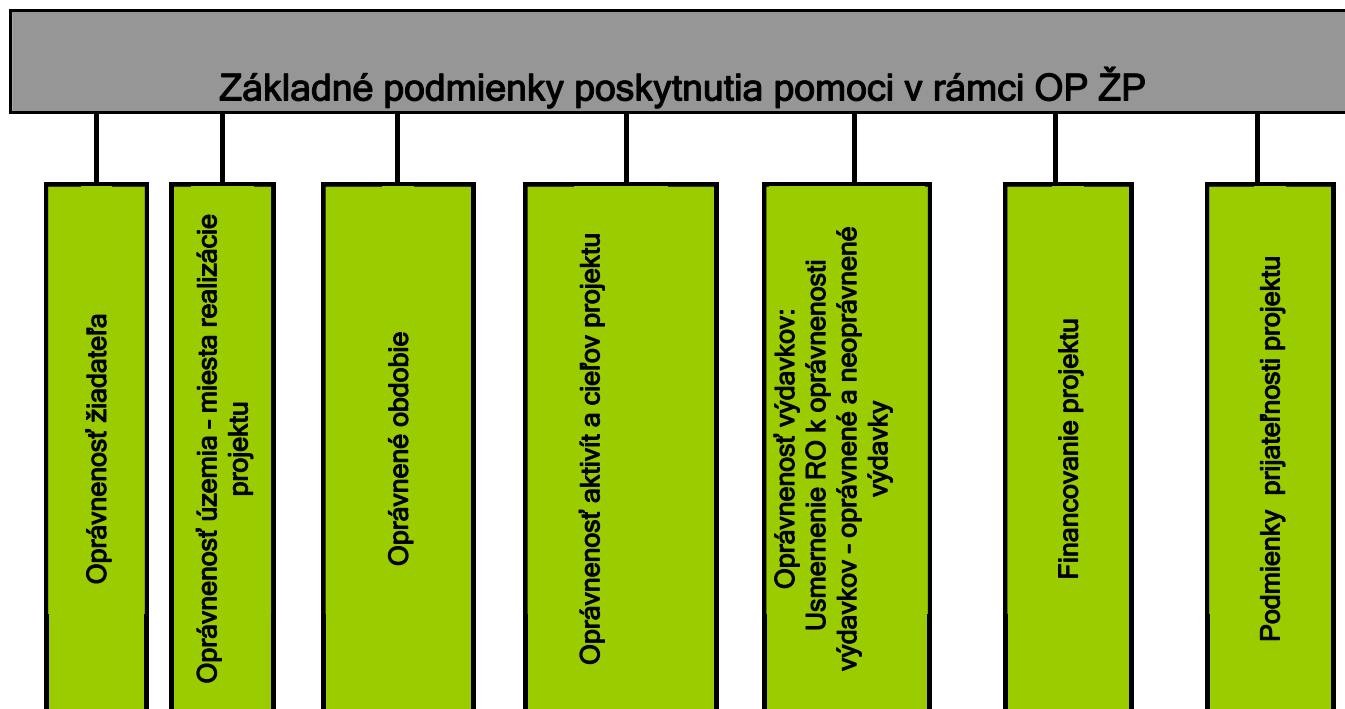 Základné podmienky poskytnutia pomoci v rámci OP ŽP
Oprávnenosť žiadateľa
Oprávnenosť územia - miesta realizácie
projektu
Oprávnené obdobie
Oprávnenosť aktivít a cieľov projektu
Oprávnenosť výdavkov:
Usmernenie RO k oprávnenosti
výdavkov - oprávnené a neoprávnené
výdavky
Financovanie projektu
Podmienky prijateľnosti projektu